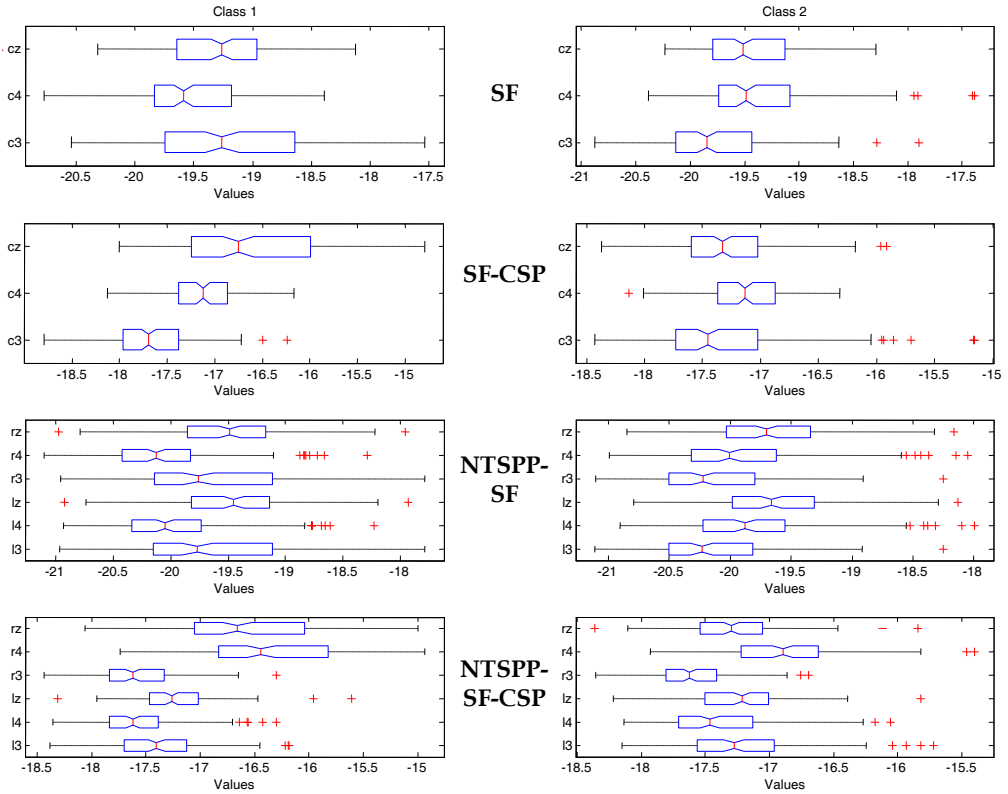 Class 1
Class 2
cz
c4
c3
-20.5 -20 -19.5 -19 -18.5 -18 -17.5
Values
SF
cz
c4
c3
-21 -20.5 -20 -19.5 -19 -18.5 -18 -17.5
Values
cz
c4
c3
-18.5 -18 -17.5 -17 -16.5 -16 -15.5 -15
Values
SF-CSP
cz
c4
c3
-18.5 -18 -17.5 -17 -16.5 -16 -15.5 -15
Values
rz
r4
r3
lz
l4
l3
-21 -20.5 -20 -19.5 -19 -18.5 -18
Values
NTSPP-
SF
rz
r4
r3
lz
l4
l3
-21 -20.5 -20 -19.5 -19 -18.5 -18
Values
rz
r4
r3
lz
l4
l3
-18.5 -18 -17.5 -17 -16.5 -16 -15.5 -15
Values
NTSPP-
SF-CSP
rz
r4
r3
lz
l4
l3
-18.5 -18 -17.5 -17 -16.5 -16 -15.5
Values